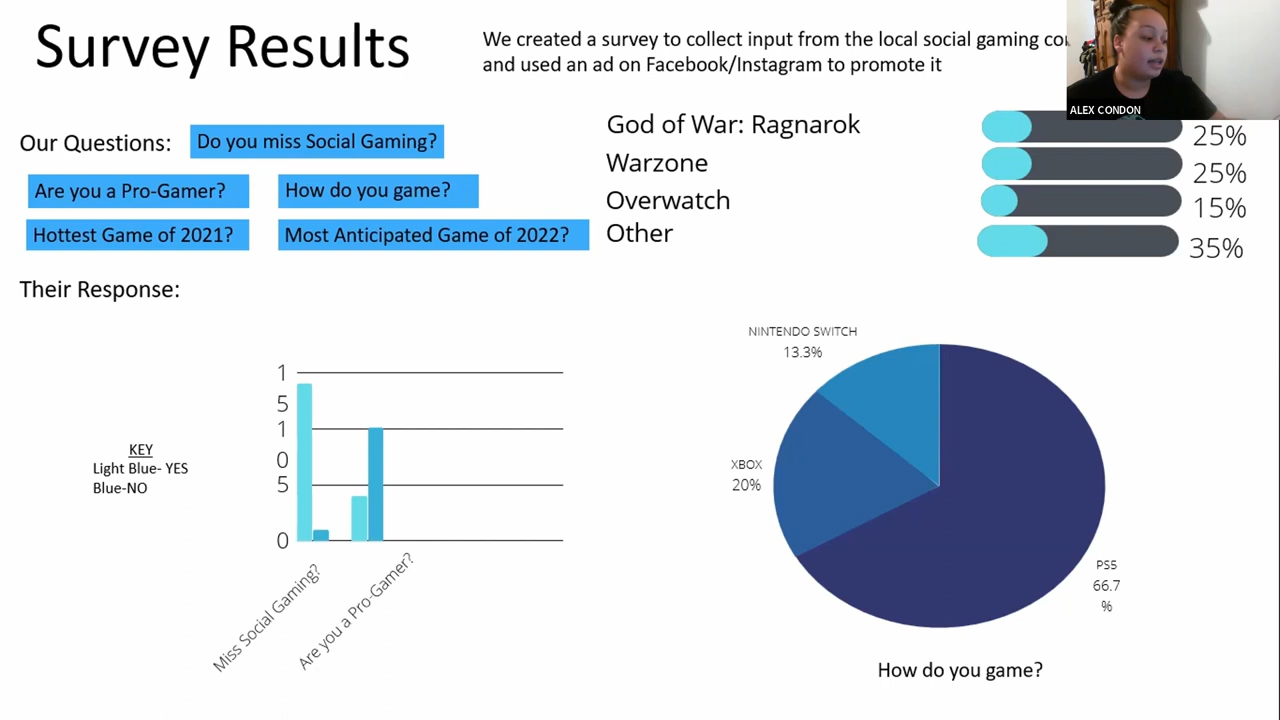 Survey Results
We created a survey to collect input from the local social gaming
and used an ad on Facebook/Instagram to promote it
ALEX CONDON
Our Questions:
Do you miss Social Gaming?
Are you a Pro-Gamer?
How do you game?
Hottest Game of 2021?
Most Anticipated Game of 2022?
God of War: Ragnarok
25%
Warzone
25%
Overwatch
15%
Other
35%
Their Response:
KEY
Light Blue- YES
Blue-NO
1
5
1
0
5
0
Miss Social Gaming?
Are you a Pro-Gamer?
NINTENDO SWITCH
13.3%
XBOX
20%
PS5
66.7
%
How do you game?